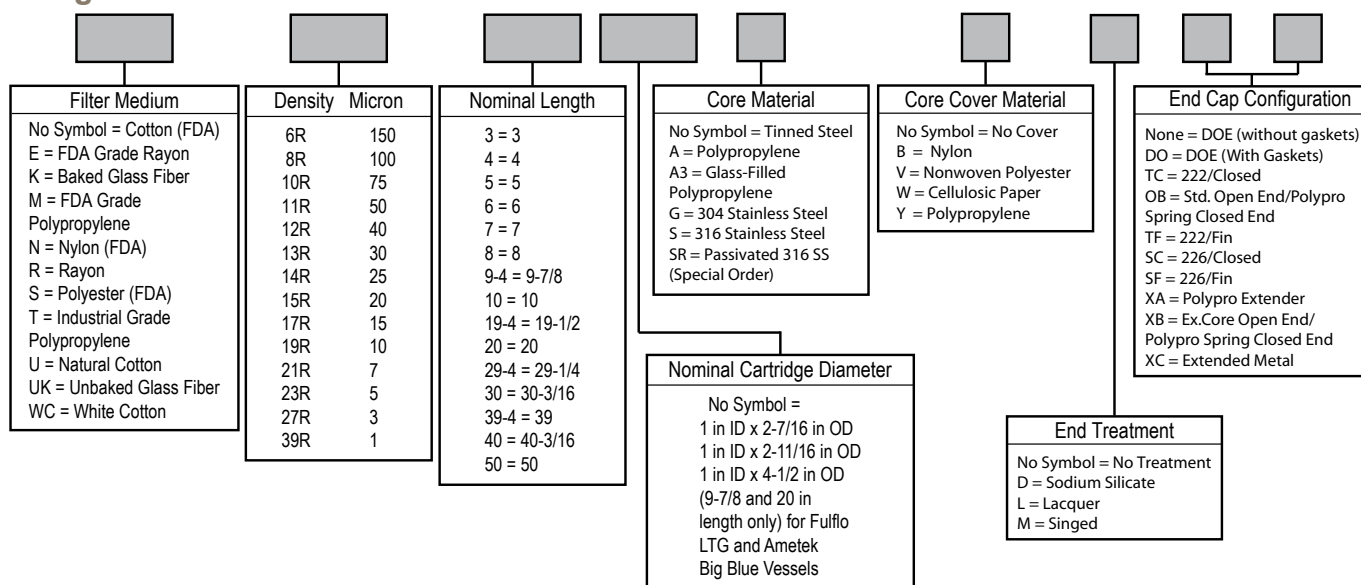 Filter Medium
No Symbol = Cotton (FDA)
E = FDA Grade Rayon
K = Baked Glass Fiber
M = FDA Grade
Polypropylene
N = Nylon (FDA)
R = Rayon
S = Polyester (FDA)
T = Industrial Grade
Polypropylene
U = Natural Cotton
UK = Unbaked Glass Fiber
WC = White Cotton
Density Micron
6R 150
8R 100
10R 75
11R 50
12R 40
13R 30
14R 25
15R 20
17R 15
19R 10
21R 7
23R 5
27R 3
39R 1
Nominal Length
3 = 3
4 = 4
5 = 5
6 = 6
7 = 7
8 = 8
9-4 = 9-7/8
10 = 10
19-4 = 19-1/2
20 = 20
29-4 = 29-1/4
30 = 30-3/16
39-4 = 39
40 = 40-3/16
50 = 50
Nominal Cartridge Diameter
No Symbol =
1 in ID x 2-7/16 in OD
1 in ID x 2-11/16 in OD
1 in ID x 4-1/2 in OD
(9-7/8 and 20 in
length only) for Fulflo
LTG and Ametek
Big Blue Vessels
Core Material
No Symbol = Tinned Steel
A = Polypropylene
A3 = Glass-Filled
Polypropylene
G = 304 Stainless Steel
S = 316 Stainless Steel
SR = Passivated 316 SS
(Special Order)
Core Cover Material
No Symbol = No Cover
B = Nylon
V = Nonwoven Polyester
W = Cellulosic Paper
Y = Polypropylene
End Treatment
No Symbol = No Treatment
D = Sodium Silicate
L = Lacquer
M = Singed
End Cap Configuration
None = DOE (without gaskets)
DO = DOE (With Gaskets)
TC = 222/Closed
OB = Std. Open End/Polypro
Spring Closed End
TF = 222/Fin
SC = 226/Closed
SF = 226/Fin
XA = Polypro Extender
XB = Ex.Core Open End/
Polypro Spring Closed End
XC = Extended Metal